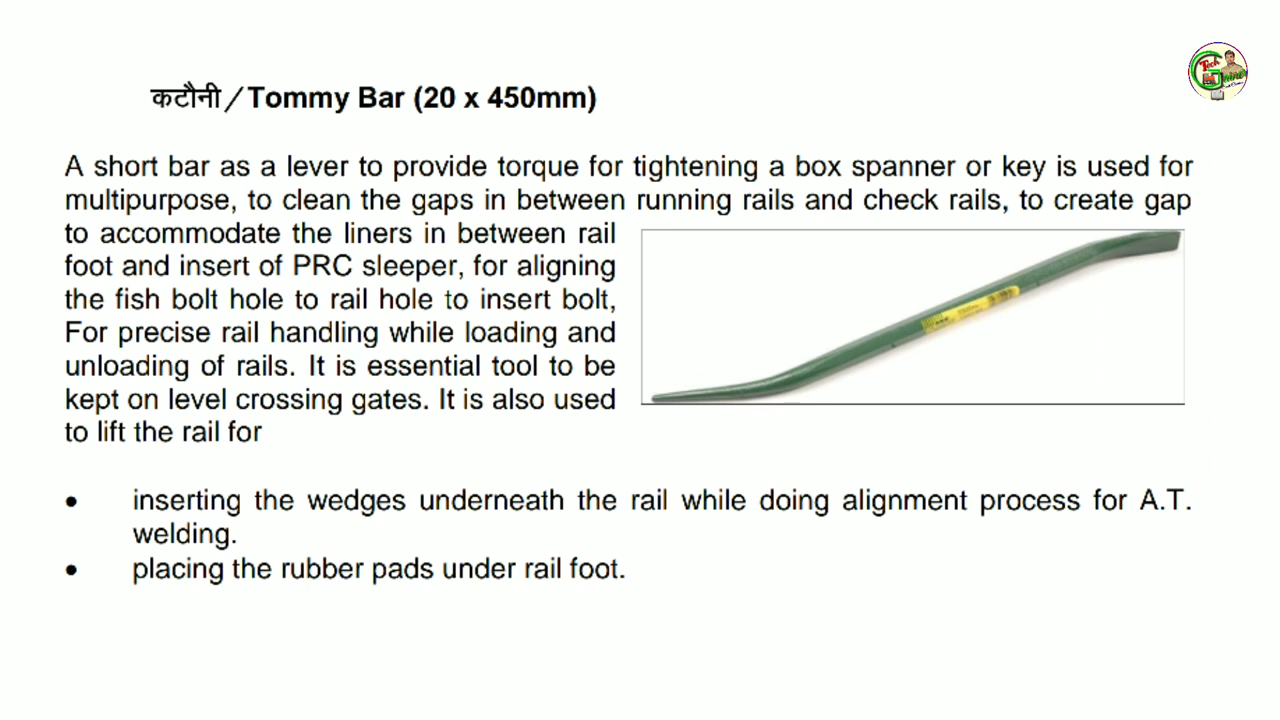 कटौनी/Tommy Bar (20 x 450mm)
A short bar as a lever to provide torque for tightening a box spanner or key is used for
multipurpose, to clean the gaps in between running rails and check rails, to create gap
to accommodate the liners in between rail
foot and insert of PRC sleeper, for aligning
the fish bolt hole to rail hole to insert bolt,
For precise rail handling while loading and
unloading of rails. It is essential tool to be
kept on level crossing gates. It is also used
to lift the rail for
• inserting the wedges underneath the rail while doing alignment process for A.T.
welding.
• placing the rubber pads under rail foot.
Tech